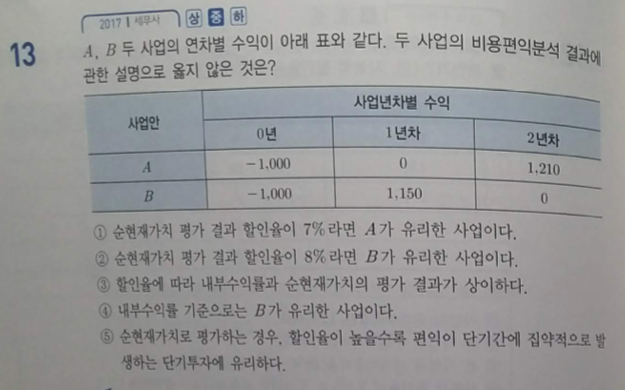 2017 세무사 상 중 하
13 A, B 두 사업의 연차별 수익이 아래 표와 같다. 두 사업의 비용편익분석 결과에
관한 설명으로 옳지 않은 것은?
사업안 사업년차별 수익
0년 1년차 2년차
A -1,000 0 1,210
B -1,000 1,150 0
① 순현재가치 평가 결과 할인율이 7%라면 A가 유리한 사업이다.
② 순현재가치 평가 결과 할인율이 8%라면 B가 유리한 사업이다.
③ 할인율에 따라 내부수익률과 순현재가치의 평가 결과가 상이하다.
④ 내부수익률 기준으로는 B가 유리한 사업이다.
⑤ 순현재가치로 평가하는 경우, 할인율이 높을수록 편익이 단기간에 집약적으로 발
생하는 단기투자에 유리하다.